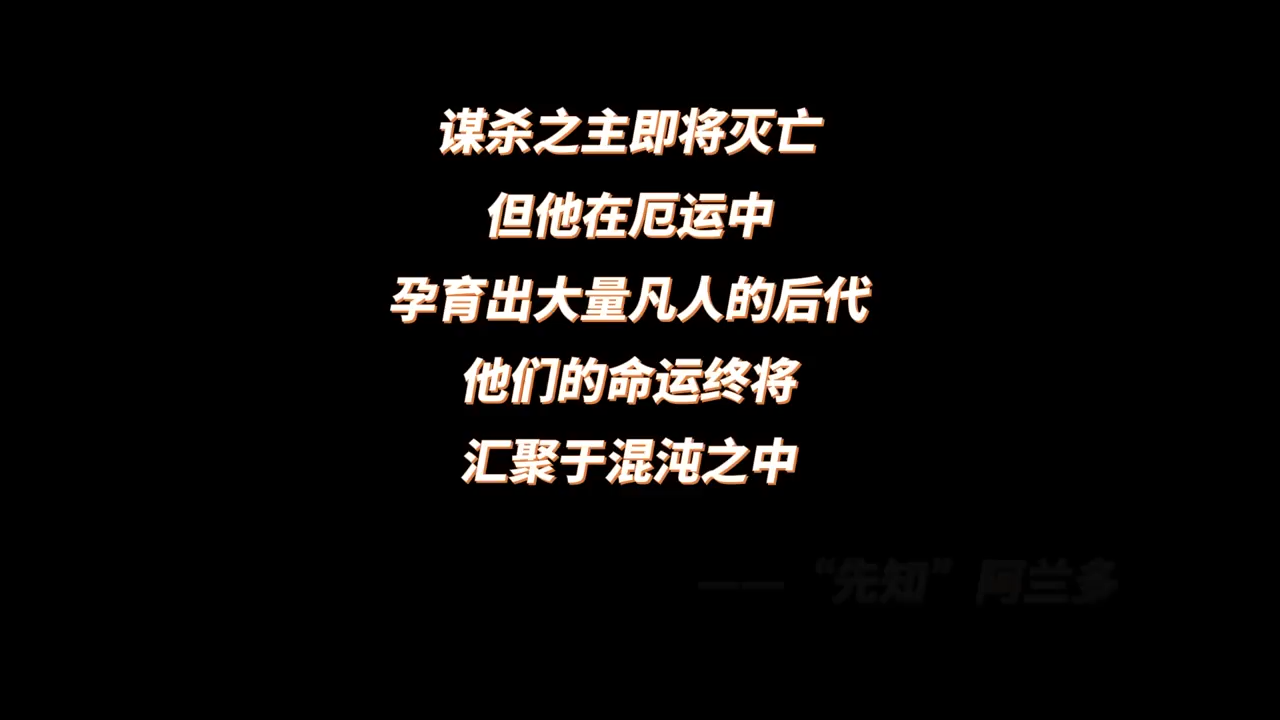 谋杀之主即将灭亡
但他在厄运中
孕育出大量凡人的后代
他们的命运终将
汇聚于混沌之中
——“先知”阿兰多